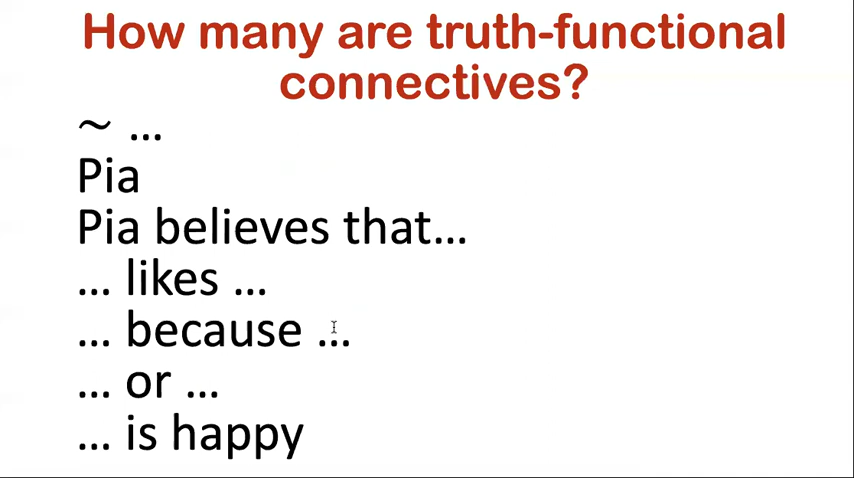 How many are truth-functional
connectives?
~ ...
Pia
Pia believes that...
... likes ...
... because ...
... or ...
... is happy